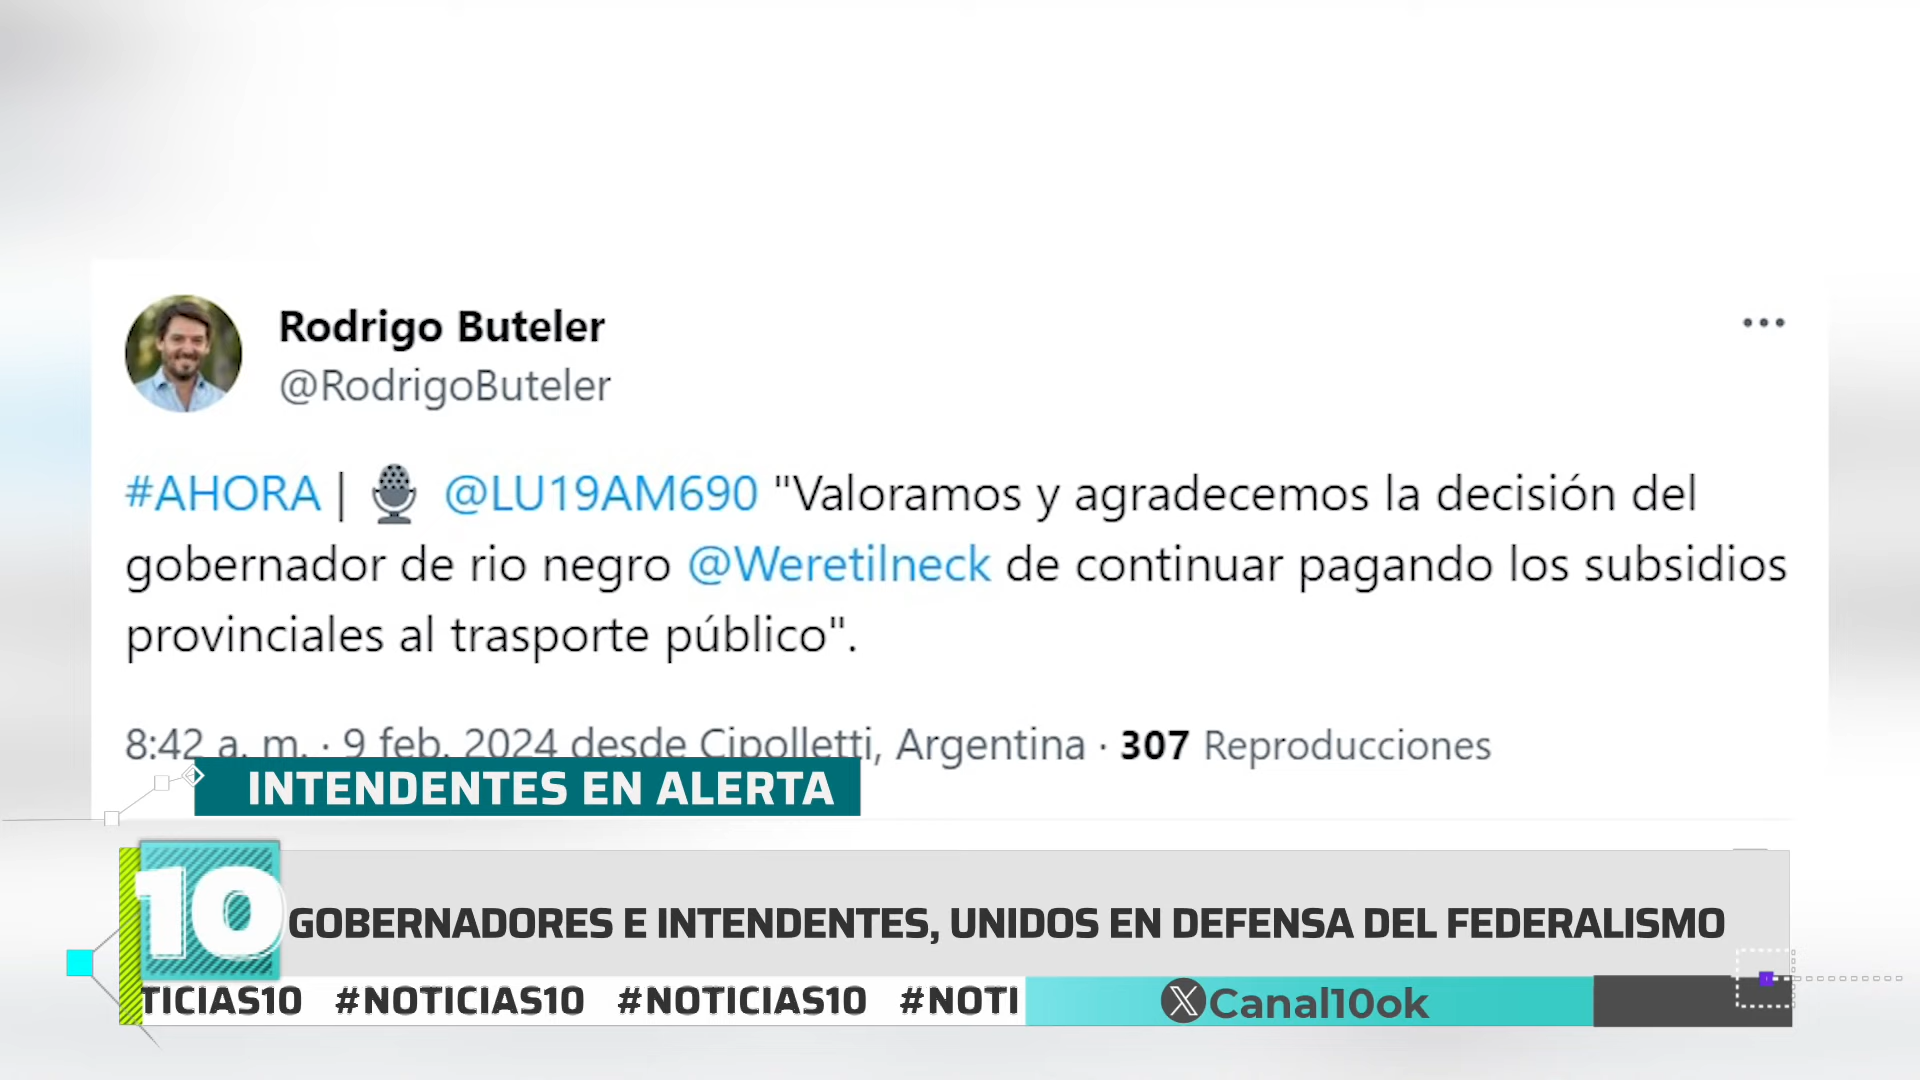 Rodrigo Buteler
@RodrigoButeler
#AHORA | @LU19AM690 "Valoramos y agradecemos la decisión del
gobernador de rio negro @Weretilneck de continuar pagando los subsidios
provinciales al trasporte público".
8:42 a. m. · 9 feb. 2024 desde Cipolletti, Argentina · 307 Reproducciones
INTENDENTES EN ALERTA
10
GOBERNADORES E INTENDENTES, UNIDOS EN DEFENSA DEL FEDERALISMO
TICIAS10 #NOTICIAS10 #NOTICIAS10 #NOTI
Canal10ok